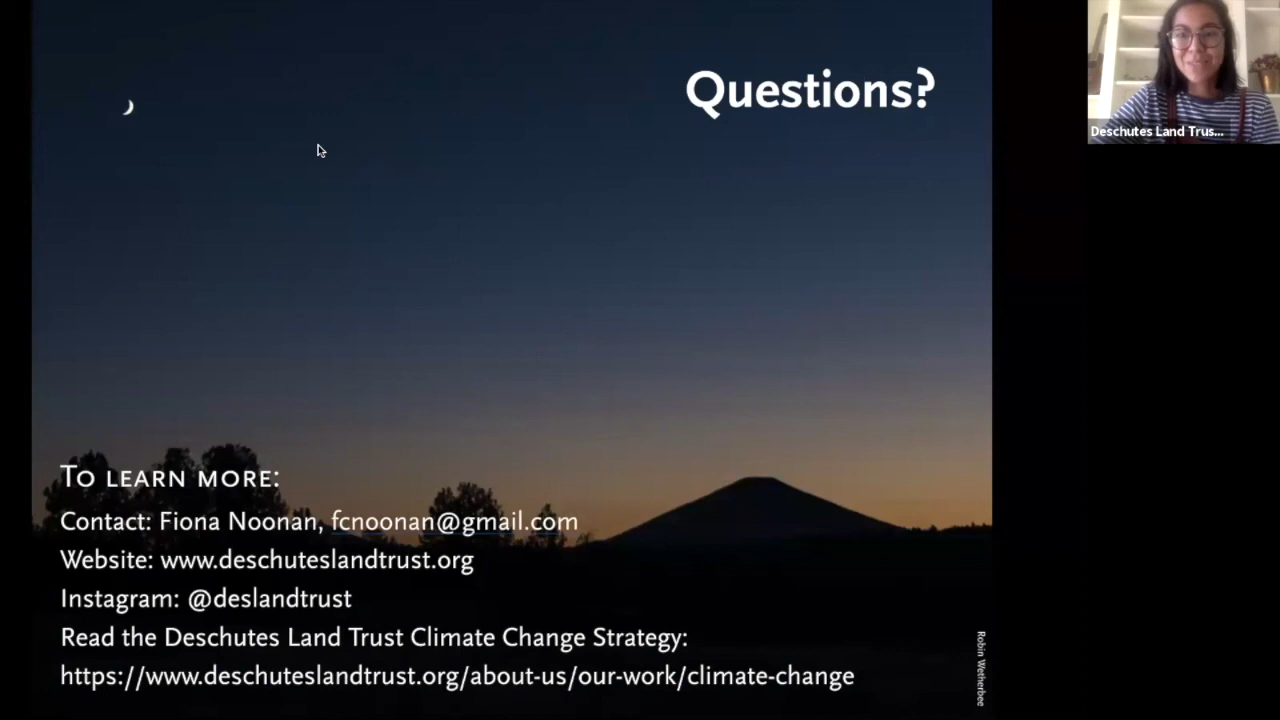 Questions?
Deschutes Land Trus...
To learn more:
Contact: Fiona Noonan, fcnoonan@gmail.com
Website: www.deschuteslandtrust.org
Instagram: @deslandtrust
Read the Deschutes Land Trust Climate Change Strategy:
https://www.deschuteslandtrust.org/about-us/our-work/climate-change
Robin Wetherbee